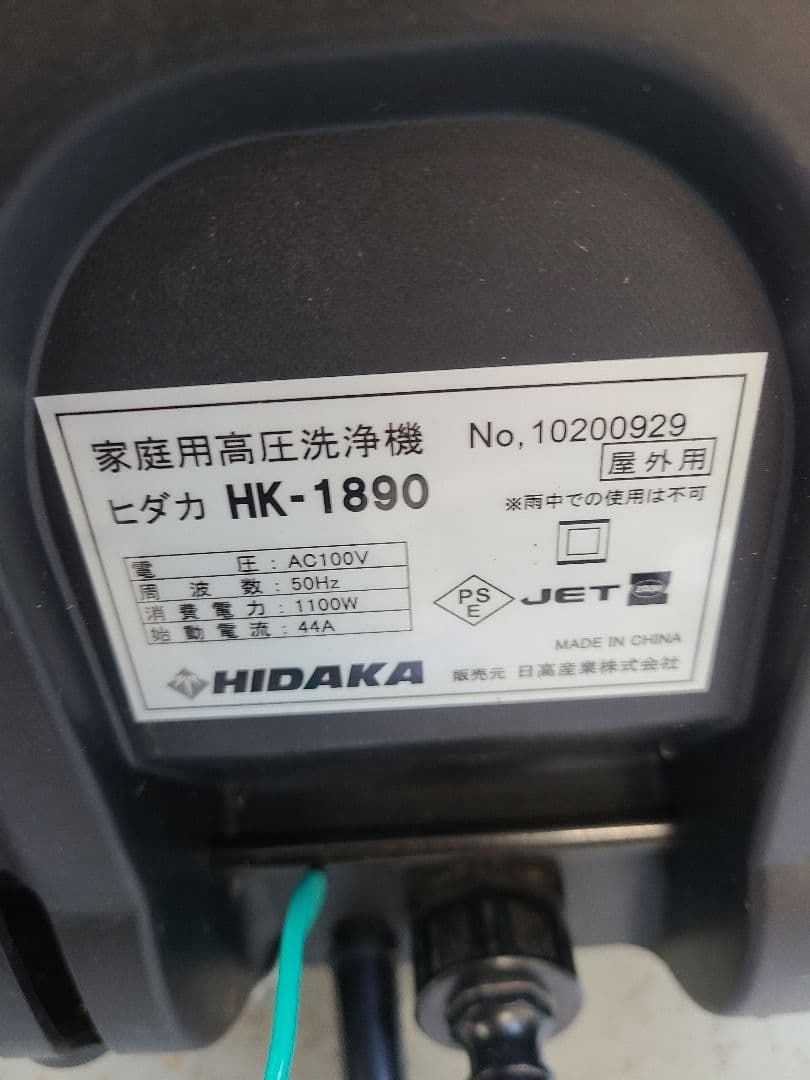 家庭用高圧洗浄機 No,10200929
ヒダカ HK-1890 屋外用
※雨中での使用は不可
電圧:AC100V
周波数:50Hz
消費電力:1100W
始動電流:44A
PS
E
JET
MADE IN CHINA
HIDAKA 販売元 日高産業株式会社